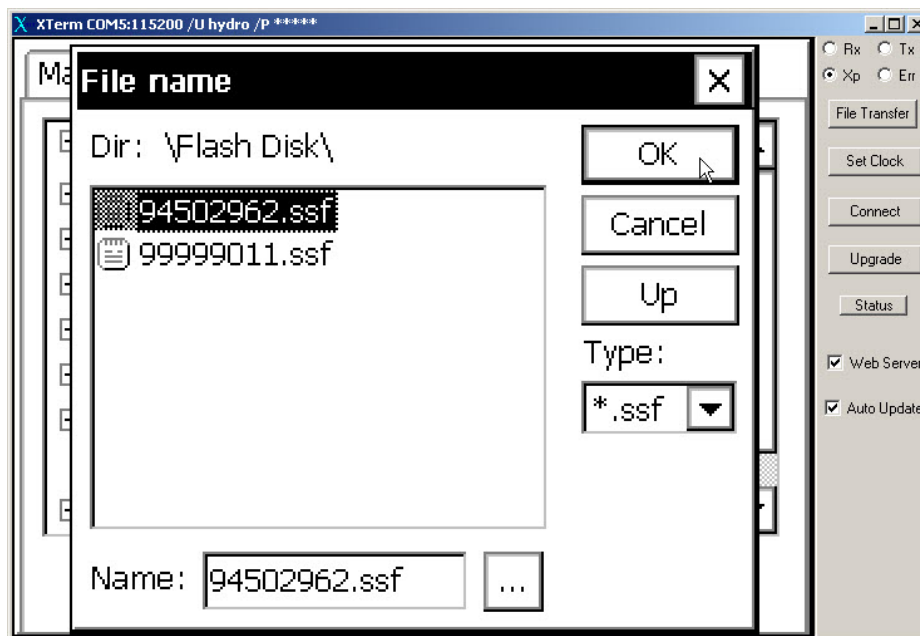 XTerm COM5:115200 /U hydro /P *****
Rx Tx
Xp Err
File Transfer
Set Clock
Connect
Upgrade
Status
Web Server
Auto Update
Ma
File name
Dir: \Flash Disk\
94502962.ssf
99999011.ssf
OK
Cancel
Up
Type:
*.ssf
Name: 94502962.ssf ...